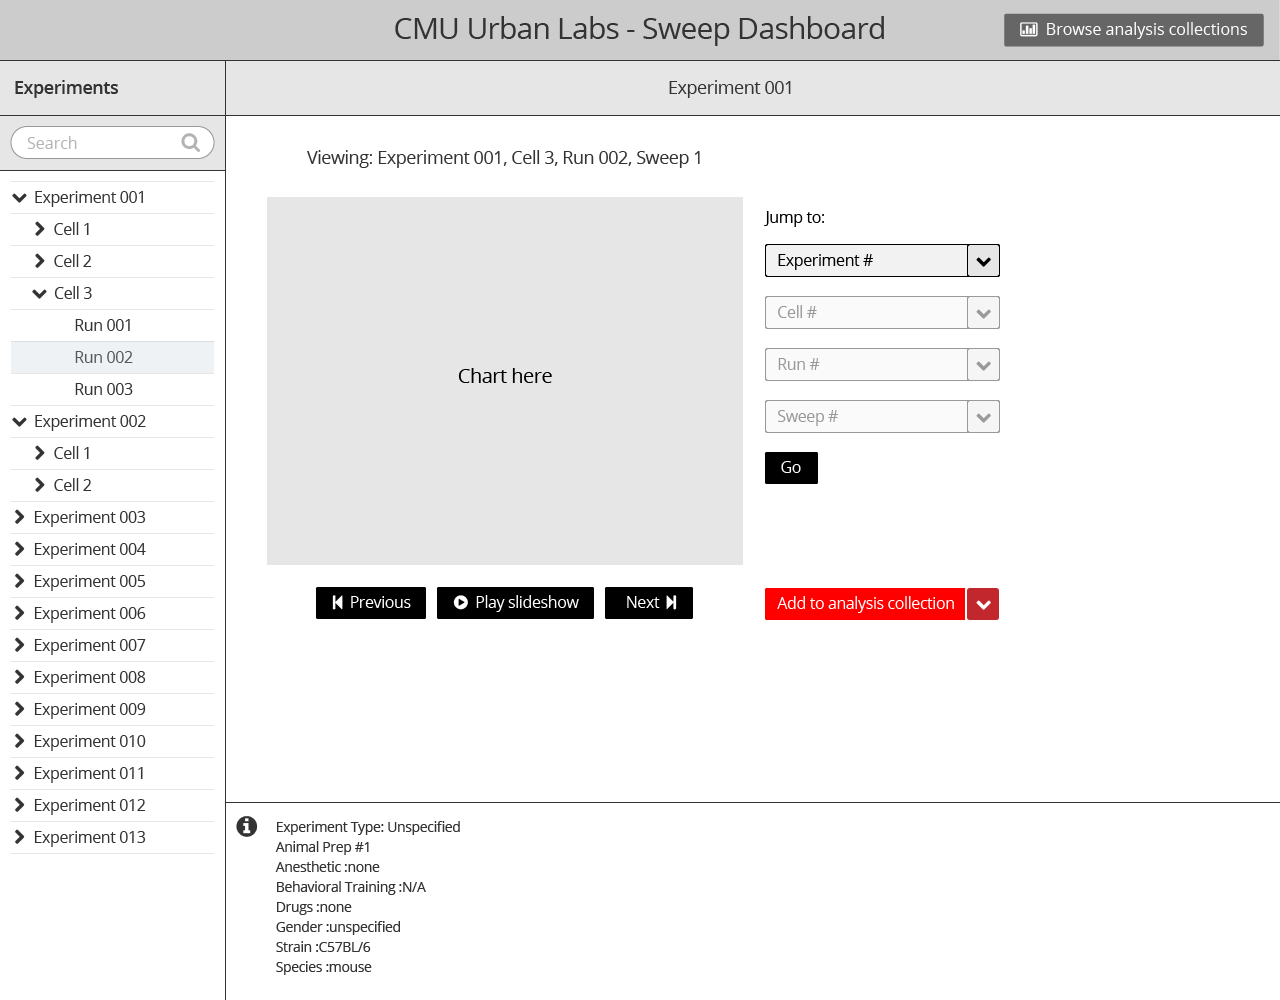 CMU Urban Labs - Sweep Dashboard
Browse analysis collections
Experiments
Experiment 001
Search
Experiment 001
Cell 1
Cell 2
Cell 3
Run 001
Run 002
Run 003
Experiment 002
Cell 1
Cell 2
Experiment 003
Experiment 004
Experiment 005
Experiment 006
Experiment 007
Experiment 008
Experiment 009
Experiment 010
Experiment 011
Experiment 012
Experiment 013
Viewing: Experiment 001, Cell 3, Run 002, Sweep 1
Chart here
Jump to:
Experiment #
Cell #
Run #
Sweep #
Go
Previous
Play slideshow
Next
Add to analysis collection
Experiment Type: Unspecified
Animal Prep #1
Anesthetic :none
Behavioral Training :N/A
Drugs :none
Gender :unspecified
Strain :C57BL/6
Species :mouse